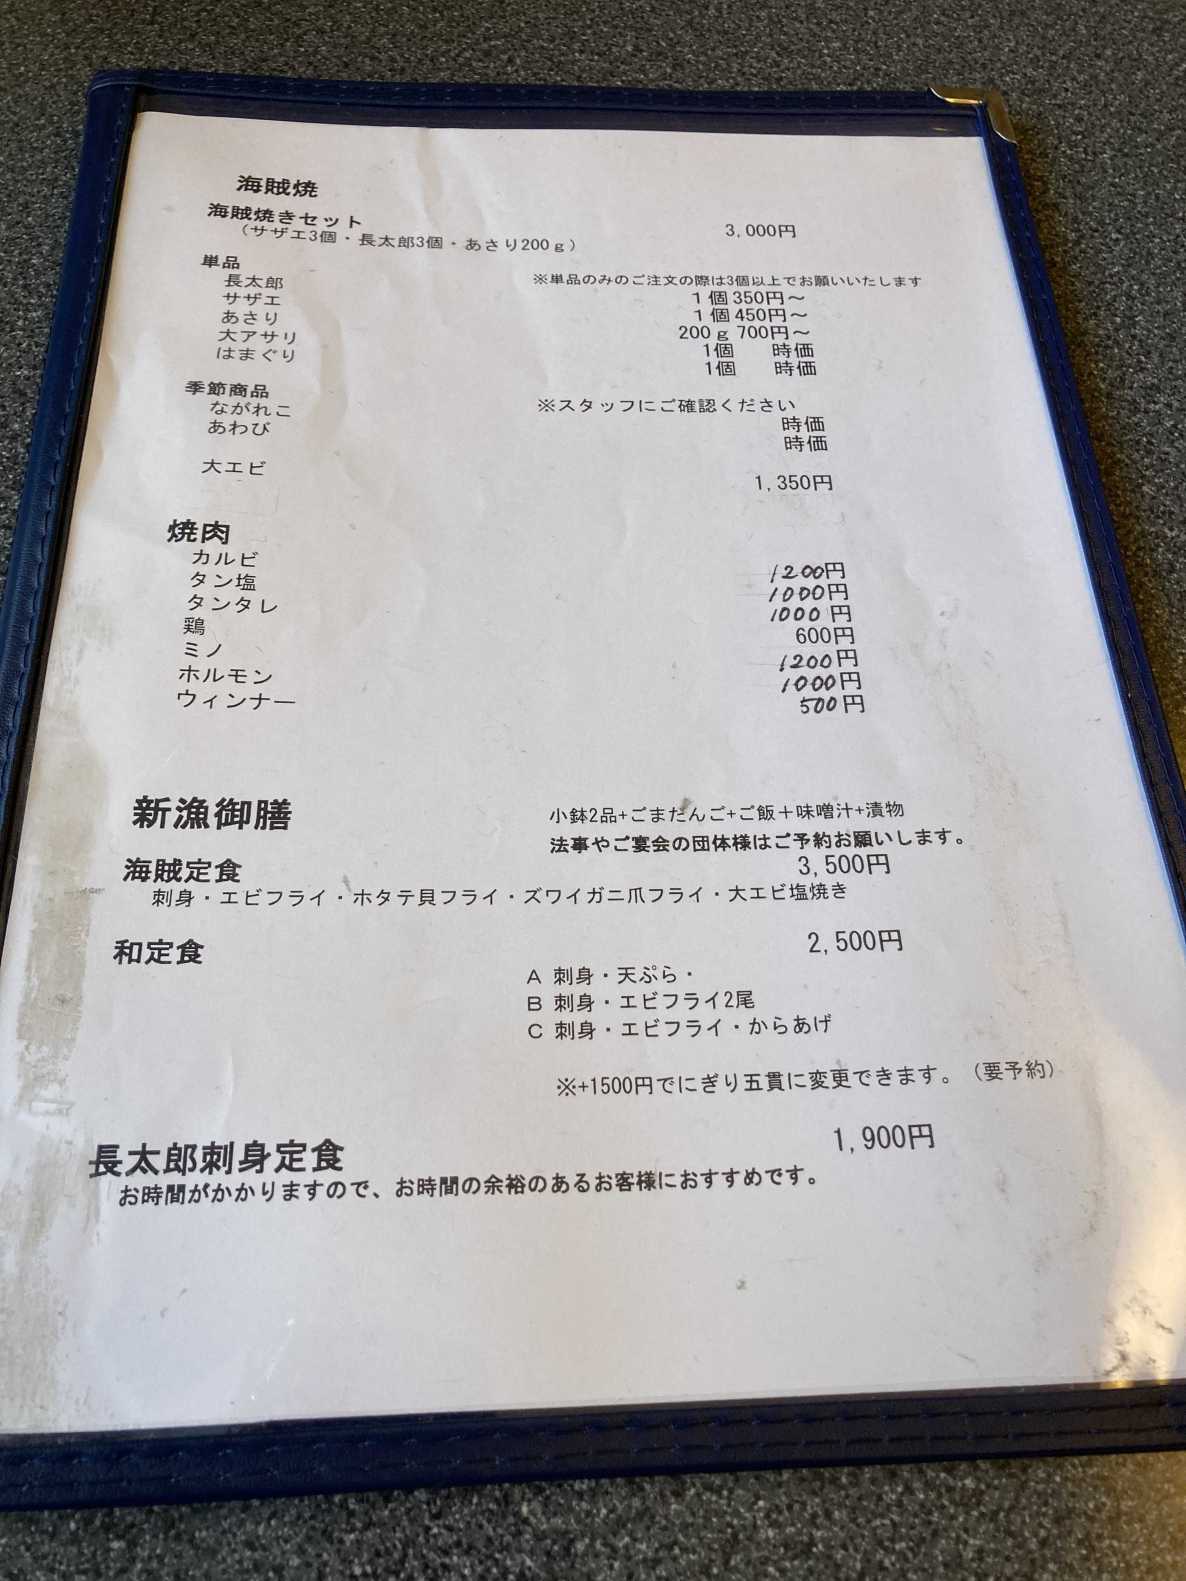 海賊焼
海賊焼きセット 3,000円
（サザエ3個・長太郎3個・あさり200ｇ）
単品 ※単品のみのご注文の際は3個以上でお願いいたします
長太郎 １個 350円～
サザエ １個 450円～
あさり 200ｇ 700円～
大アサリ 1個 時価
はまぐり 1個 時価
季節商品 ※スタッフにご確認ください
ながれこ 時価
あわび 時価
大エビ 1,350円
焼肉
カルビ 1200円
タン塩 1000円
タンタレ 1000円
鶏 600円
ミノ 1200円
ホルモン 1000円
ウィンナー 500円
新漁御膳 小鉢2品+ごまだんご+ご飯＋味噌汁+漬物
法事やご宴会の団体様はご予約お願いします。
海賊定食 3,500円
刺身・エビフライ・ホタテ貝フライ・ズワイガニ爪フライ・大エビ塩焼き
和定食 2,500円
A 刺身・天ぷら・
B 刺身・エビフライ2尾
C 刺身・エビフライ・からあげ
※+1500円でにぎり五貫に変更できます。（要予約）
長太郎刺身定食 1,900円
お時間がかかりますので、お時間の余裕のあるお客様におすすめです。